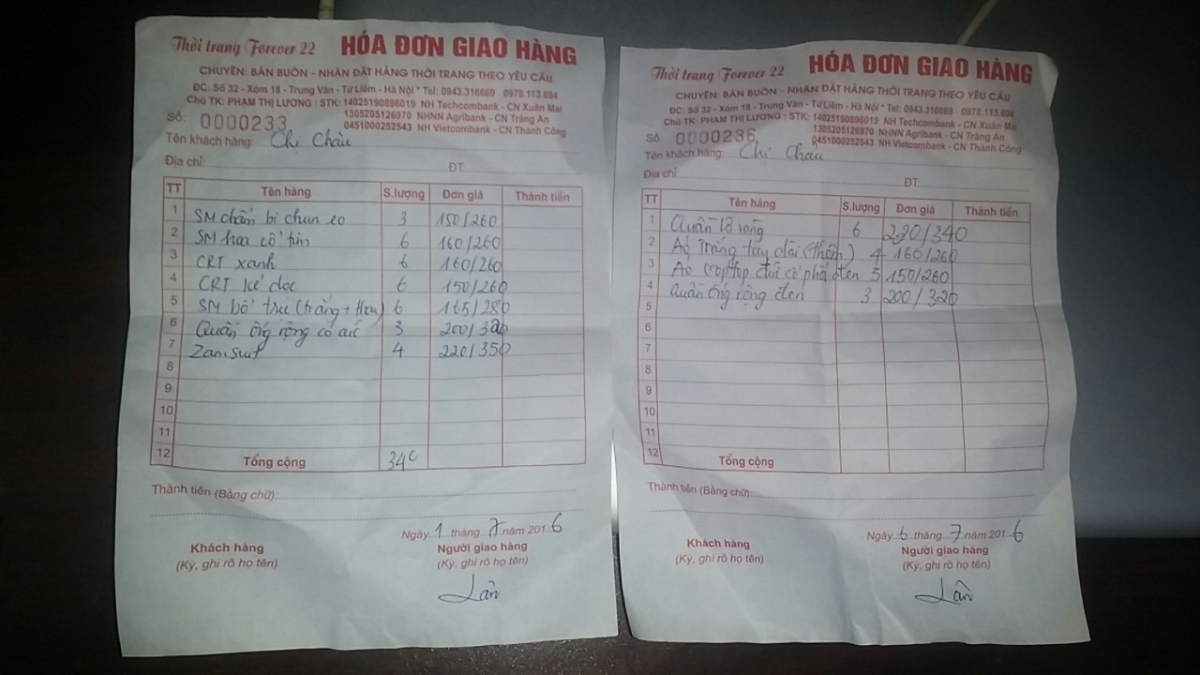 Thời trang Forever 22 HÓA ĐƠN GIAO HÀNG
CHUYÊN: BÁN BUÔN - NHẬN ĐẶT HÀNG THỜI TRANG THEO YÊU CẦU
ĐC: Số 32 - Xóm 18 - Trung Văn - Từ Liêm - Hà Nội * Tel: 0943.316669 0978.113.694
Chủ TK: PHẠM THỊ LƯƠNG : STK: 14025190896019 NH Techcombank - CN Xuân Mai
1305205126970 NHNN Agribank - CN Tràng An
0451000252543 NH Vietcombank - CN Thành Công
Số: 0000233
Tên khách hàng: Chị Châu
Địa chỉ: ĐT:
TT Tên hàng S.lượng Đơn giá Thành tiền
1 SM chấm bi chun eo 3 150/260
2 SM hoa cổ tim 6 160/260
3 CRT xanh 6 160/260
4 CRT kẻ dọc 6 150/260
5 SM bổ trụ (trắng + Hoa) 6 165/280
6 Quần ống rộng có 3 200/320
7 Zansuit 4 220/350
8
9
10
11
12 Tổng cộng 34c
Thành tiền (Bằng chữ):
Ngày 1 tháng 7 năm 2016
Khách hàng Người giao hàng
(Ký, ghi rõ họ tên) (Ký, ghi rõ họ tên)
Lân
Thời trang Forever 22 HÓA ĐƠN GIAO HÀNG
CHUYÊN: BÁN BUÔN - NHẬN ĐẶT HÀNG THỜI TRANG THEO YÊU CẦU
ĐC: Số 32 - Xóm 18 - Trung Văn - Từ Liêm - Hà Nội * Tel: 0943.316669 0978.113.694
Chủ TK: PHẠM THỊ LƯƠNG : STK: 14025190896019 NH Techcombank - CN Xuân Mai
1305205126970 NHNN Agribank - CN Tràng An
0451000252543 NH Vietcombank - CN Thành Công
Số: 0000236
Tên khách hàng: Chị Châu
Địa chỉ: ĐT:
TT Tên hàng S.lượng Đơn giá Thành tiền
1 Quần lỡ 6 220/340
2 Áo trắng tay dài (thêm) 4 160/260
3 Áo croptop đũi cổ phối đen 5 150/260
4 Quần ống rộng đen 3 200/320
5
6
7
8
9
10
11
12 Tổng cộng
Thành tiền (Bằng chữ):
Ngày 6 tháng 7 năm 2016
Khách hàng Người giao hàng
(Ký, ghi rõ họ tên) (Ký, ghi rõ họ tên)
Lân